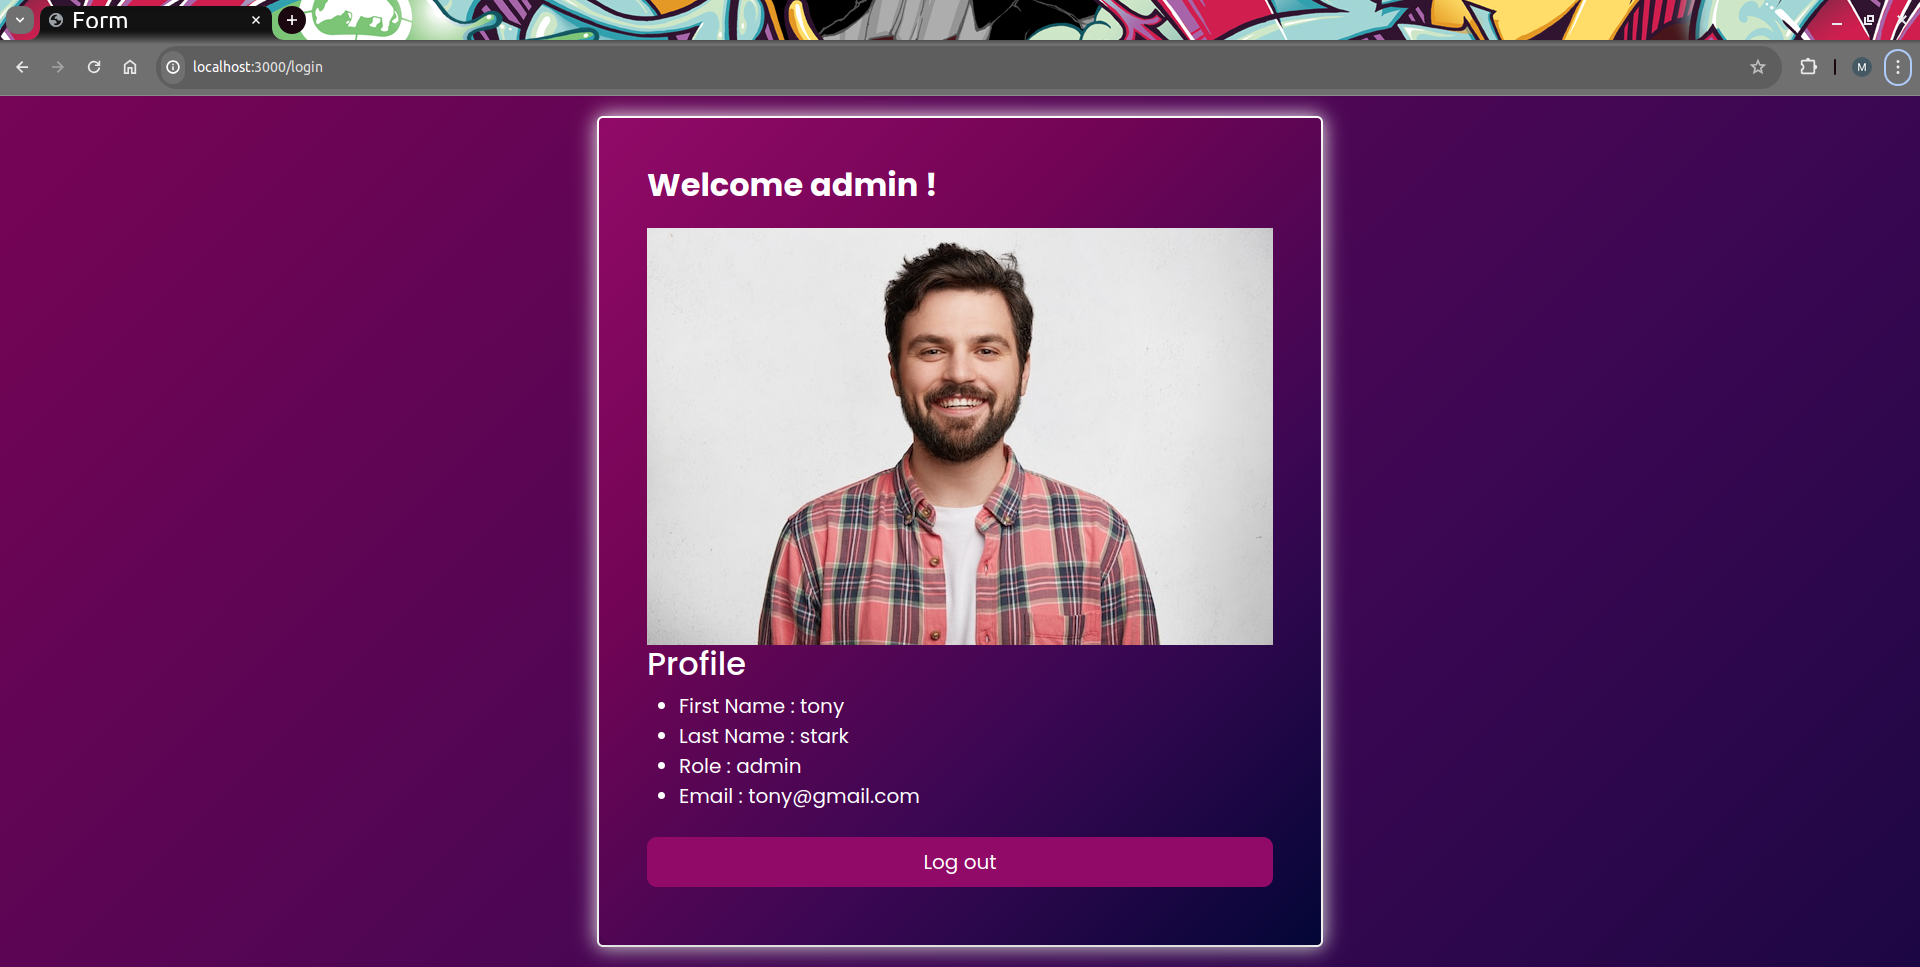 Form
localhost:3000/login
M
Welcome admin !
Profile
First Name : tony
Last Name : stark
Role : admin
Email : tony@gmail.com
Log out